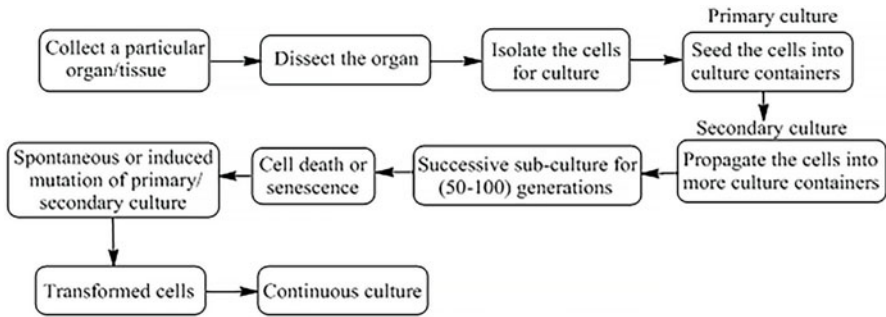 Primary culture
Collect a particular
organ/tissue
Dissect the organ
Isolate the cells
for culture
Seed the cells into
culture containers
Secondary culture
Propagate the cells into
more culture containers
Successive sub-culture for
(50-100) generations
Cell death or
senescence
Spontaneous or induced
mutation of primary/
secondary culture
Transformed cells
Continuous culture